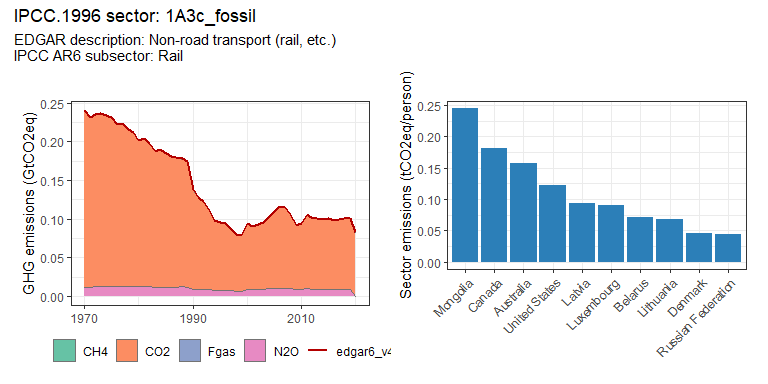 IPCC.1996 sector: 1A3c_fossil
EDGAR description: Non-road transport (rail, etc.)
IPCC AR6 subsector: Rail
GHG emissions (GtCO2eq)
0.25
0.20
0.15
0.10
0.05
0.00
1970
1990
2010
CH4
CO2
Fgas
N2O
edgar6_v4
Sector emissions (tCO2eq/person)
0.25
0.20
0.15
0.10
0.05
0.00
Mongolia
Canada
Australia
United States
Latvia
Luxembourg
Belarus
Lithuania
Denmark
Russian Federation